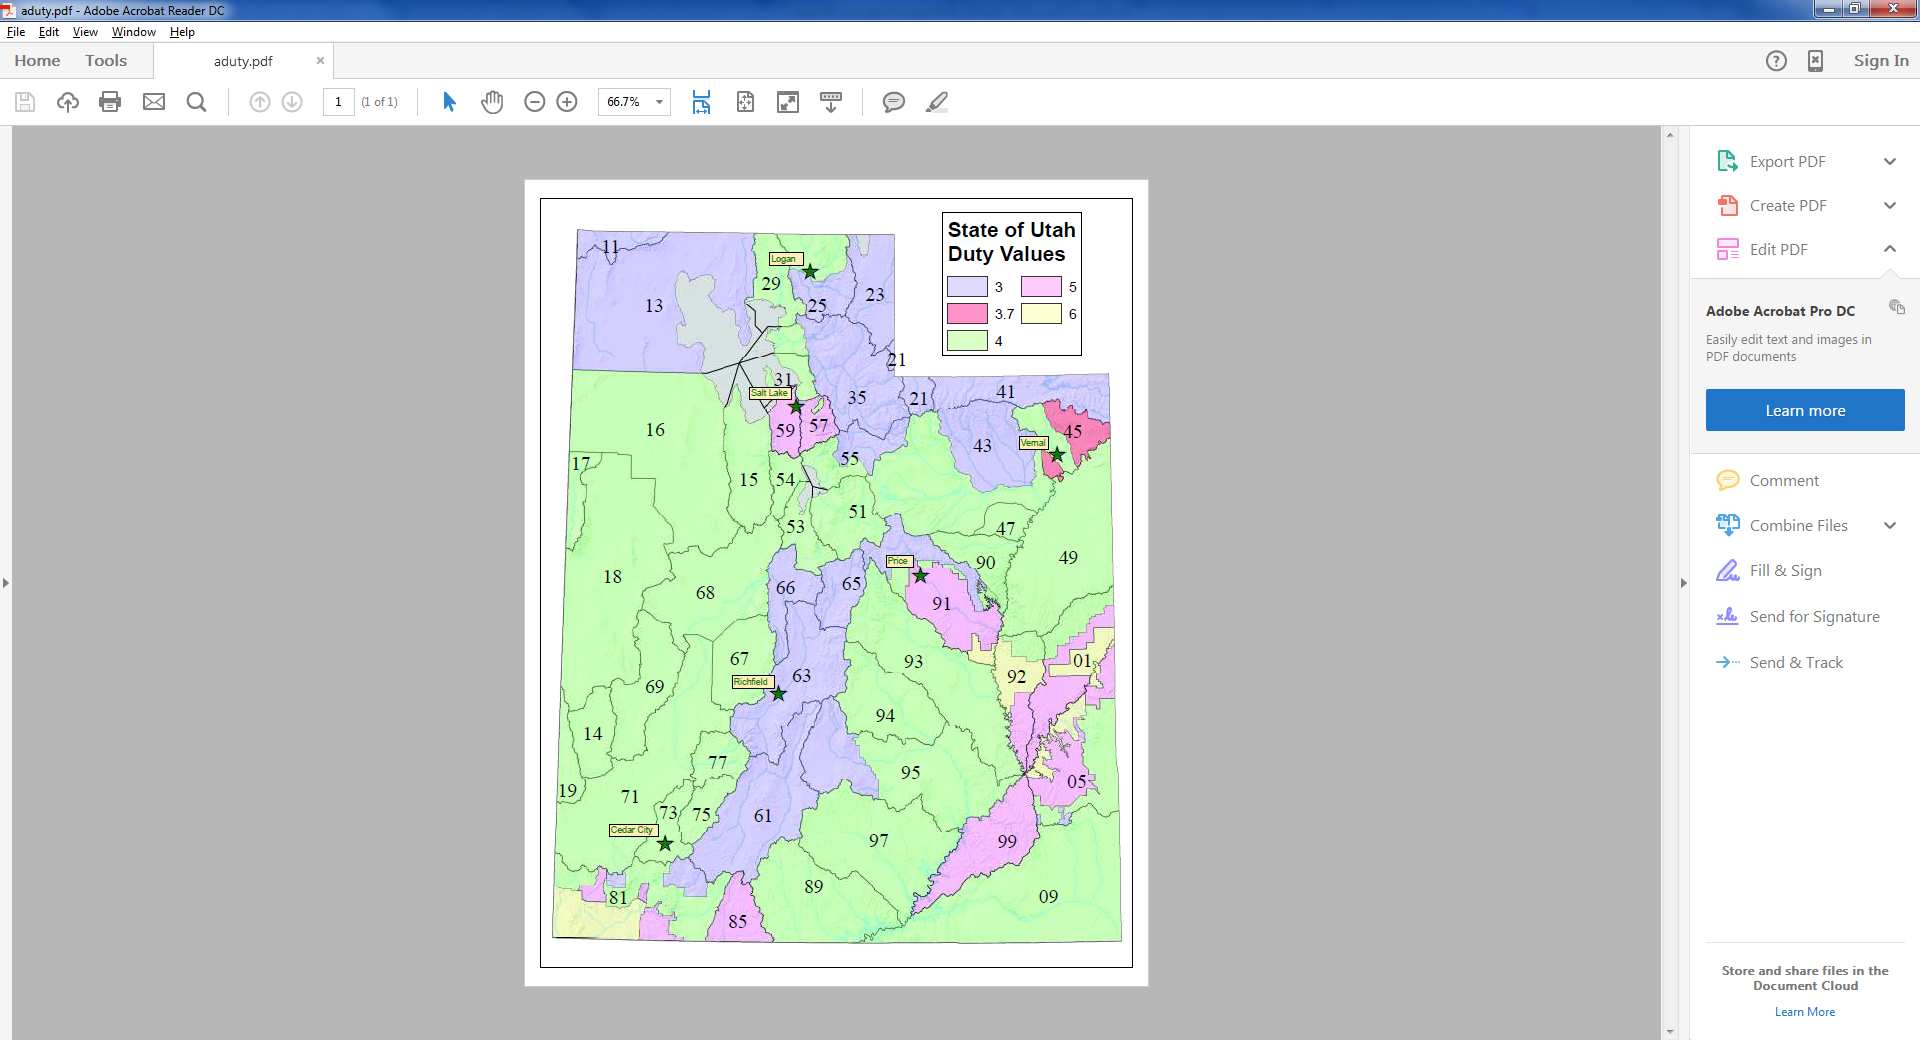 aduty.pdf - Adobe Acrobat Reader DC
File Edit View Window Help
Home Tools aduty.pdf × Sign In
1 (1 of 1) 66.7%
State of Utah
Duty Values
3 5
3.7 6
4
11
Logan
29
13 25 23
21
31
Salt Lake 35 21 41
16 59 57 45
43 Vernal
17 55
15 54
51
53 47
Price 90 49
18 66 65
68 91
67 93 01
Richfield 63 92
69
94
14
77
95 05
19 71
73 75 61
Cedar City
97 99
89
81 09
85
Export PDF
Create PDF
Edit PDF
Adobe Acrobat Pro DC
Easily edit text and images in
PDF documents
Learn more
Comment
Combine Files
Fill & Sign
Send for Signature
Send & Track
Store and share files in the
Document Cloud
Learn More